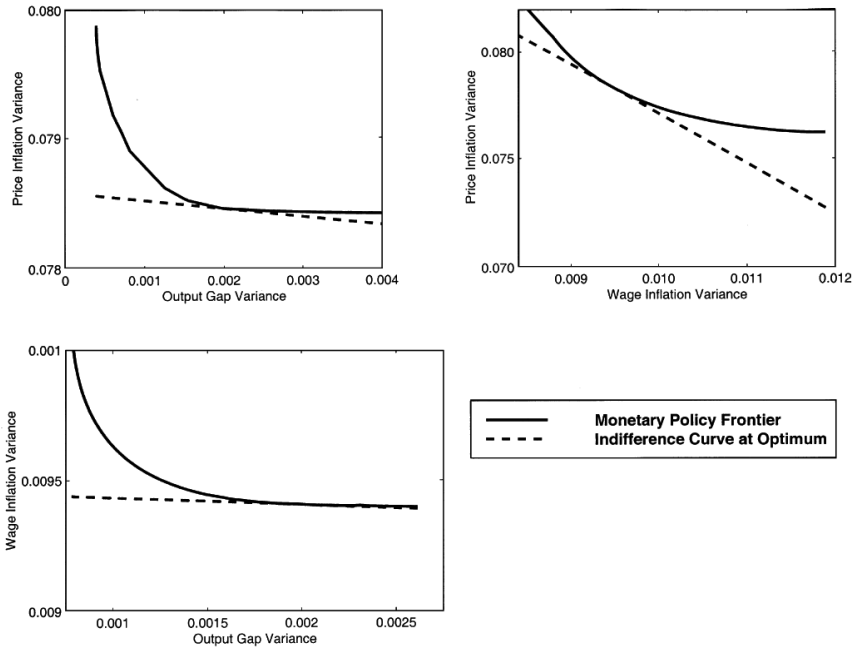 0.080
0.079
0.078
Price Inflation Variance
0
0.001
0.002
0.003
0.004
Output Gap Variance
0.080
0.075
0.070
Price Inflation Variance
0.009
0.010
0.011
0.012
Wage Inflation Variance
0.001
0.0095
0.009
Wage Inflation Variance
0.001
0.0015
0.002
0.0025
Output Gap Variance
Monetary Policy Frontier
Indifference Curve at Optimum